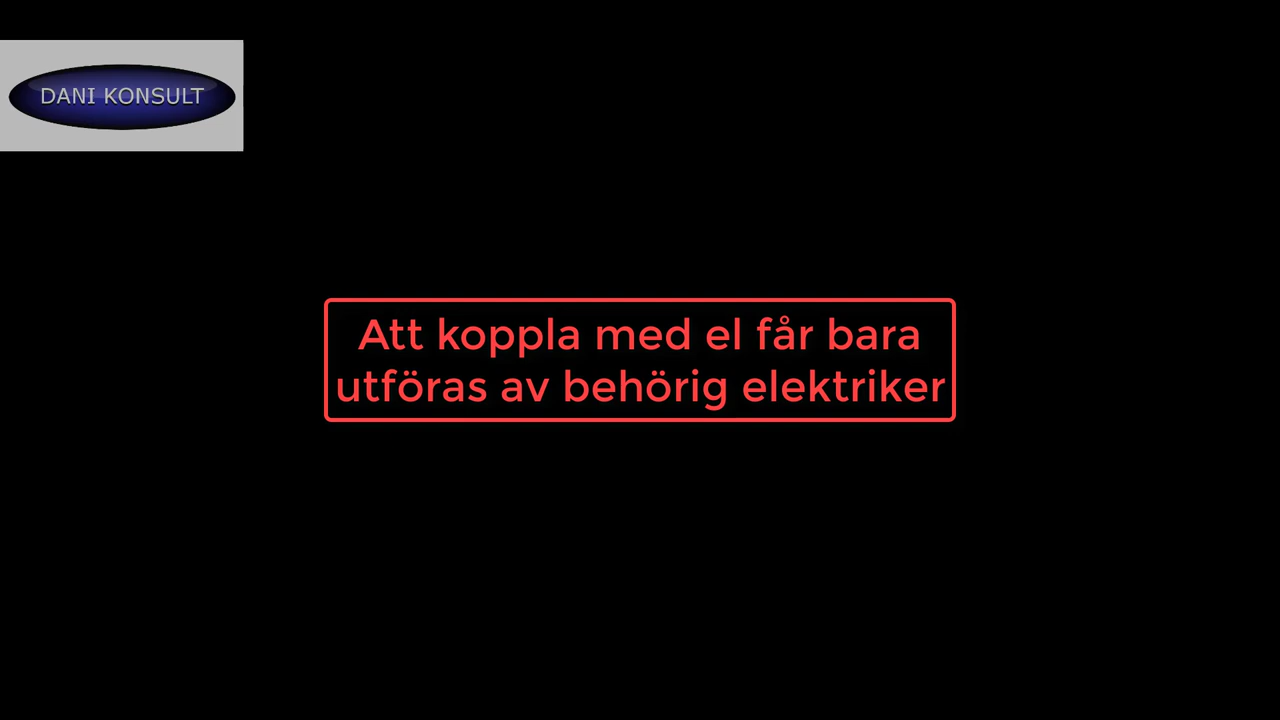 DANI KONSULT
Att koppla med el får bara
utföras av behörig elektriker